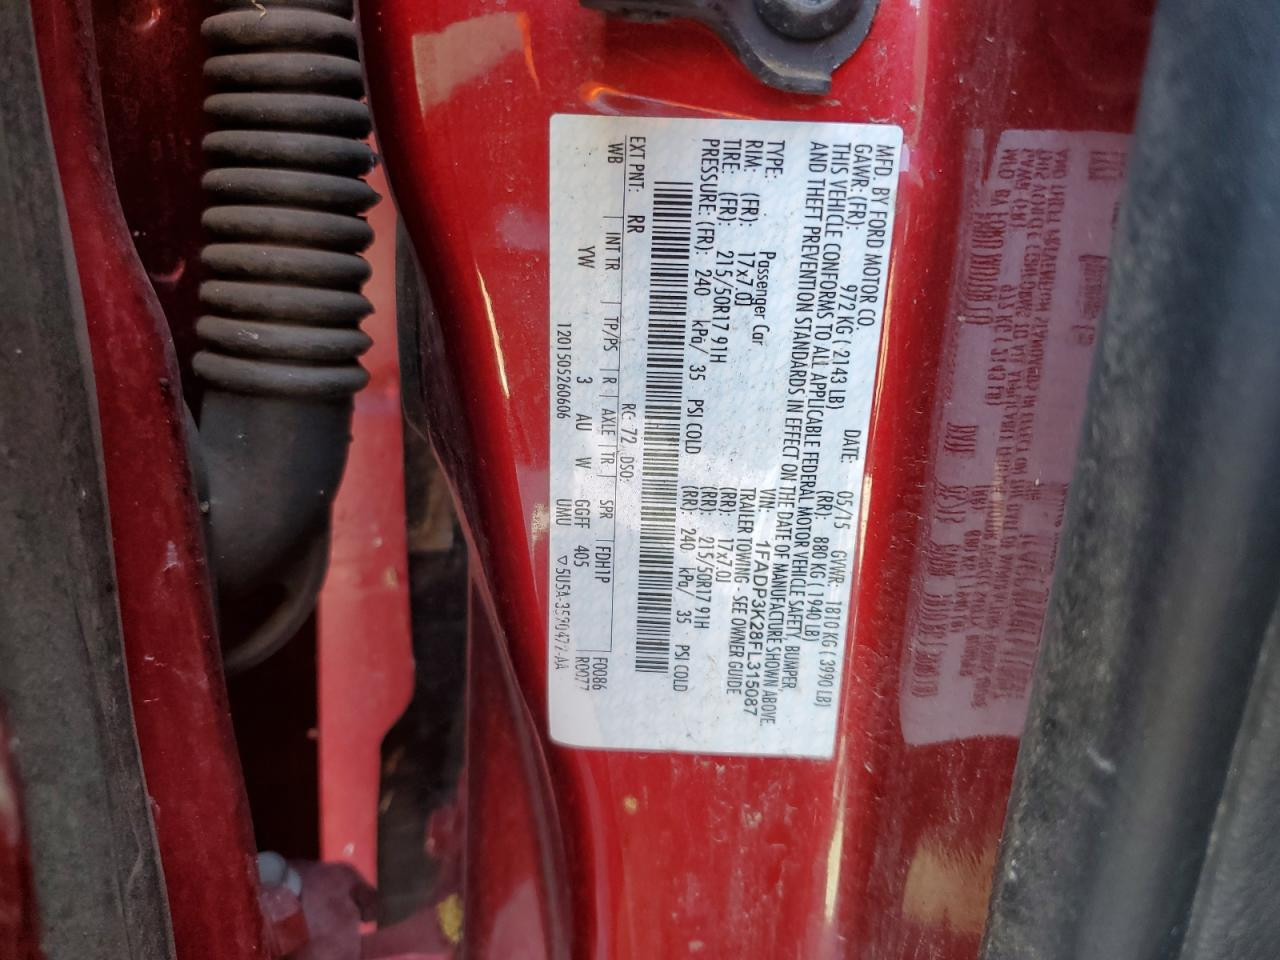 MFD. BY FORD MOTOR CO.
DATE: 05/15 GVWR: 1810 KG ( 3990 LB)
GAWR: (FR): 972 KG ( 2143 LB) (RR): 880 KG ( 1940 LB)
THIS VEHICLE CONFORMS TO ALL APPLICABLE FEDERAL MOTOR VEHICLE SAFETY, BUMPER,
AND THEFT PREVENTION STANDARDS IN EFFECT ON THE DATE OF MANUFACTURE SHOWN ABOVE.
VIN: 1FADP3K28FL315087
TYPE: Passenger Car TRAILER TOWING - SEE OWNER GUIDE
RIM: (FR): 17x7.0J (RR): 17x7.0J
TIRE: (FR): 215/50R17 91H (RR): 215/50R17 91H
PRESSURE: (FR): 240 kPa/ 35 PSI COLD (RR): 240 kPa/ 35 PSI COLD
EXT PNT: RR RC: 72 DSO:
WB INT TR TP/PS R AXLE TR SPR FDH1P F0086
YW 3 AU W GGFF 405 R0077
1201505260606 UMU ▽5U5A-3520472-AA